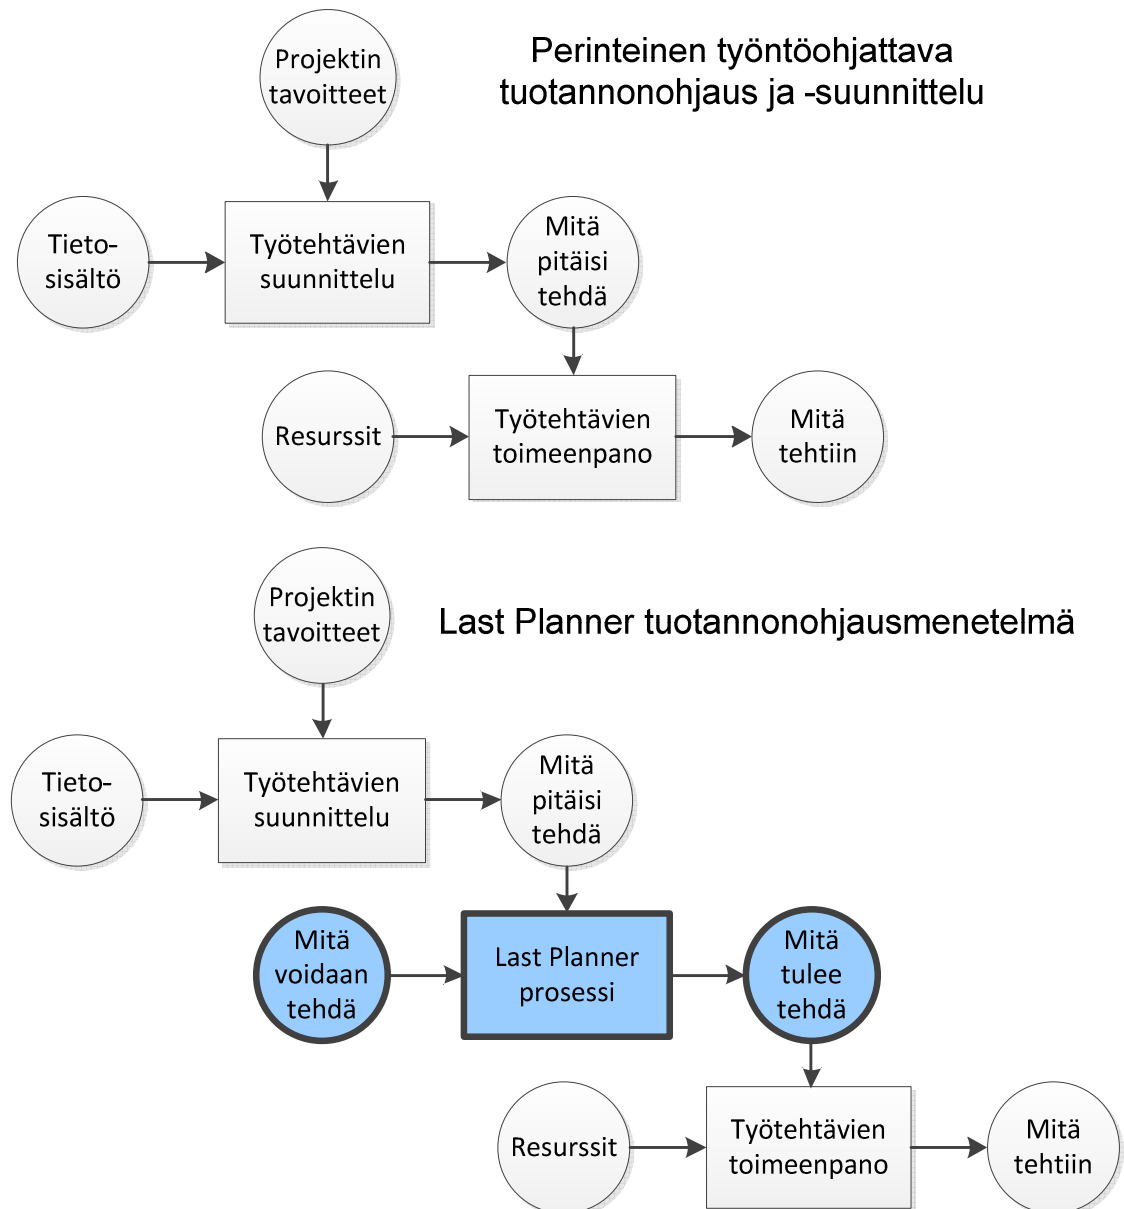 Projektin
tavoitteet
Perinteinen työntöohjattava
tuotannonohjaus ja -suunnittelu
Tieto-
sisältö
Työtehtävien
suunnittelu
Mitä
pitäisi
tehdä
Resurssit
Työtehtävien
toimeenpano
Mitä
tehtiin
Projektin
tavoitteet
Last Planner tuotannonohjausmenetelmä
Tieto-
sisältö
Työtehtävien
suunnittelu
Mitä
pitäisi
tehdä
Mitä
voidaan
tehdä
Last Planner
prosessi
Mitä
tulee
tehdä
Resurssit
Työtehtävien
toimeenpano
Mitä
tehtiin